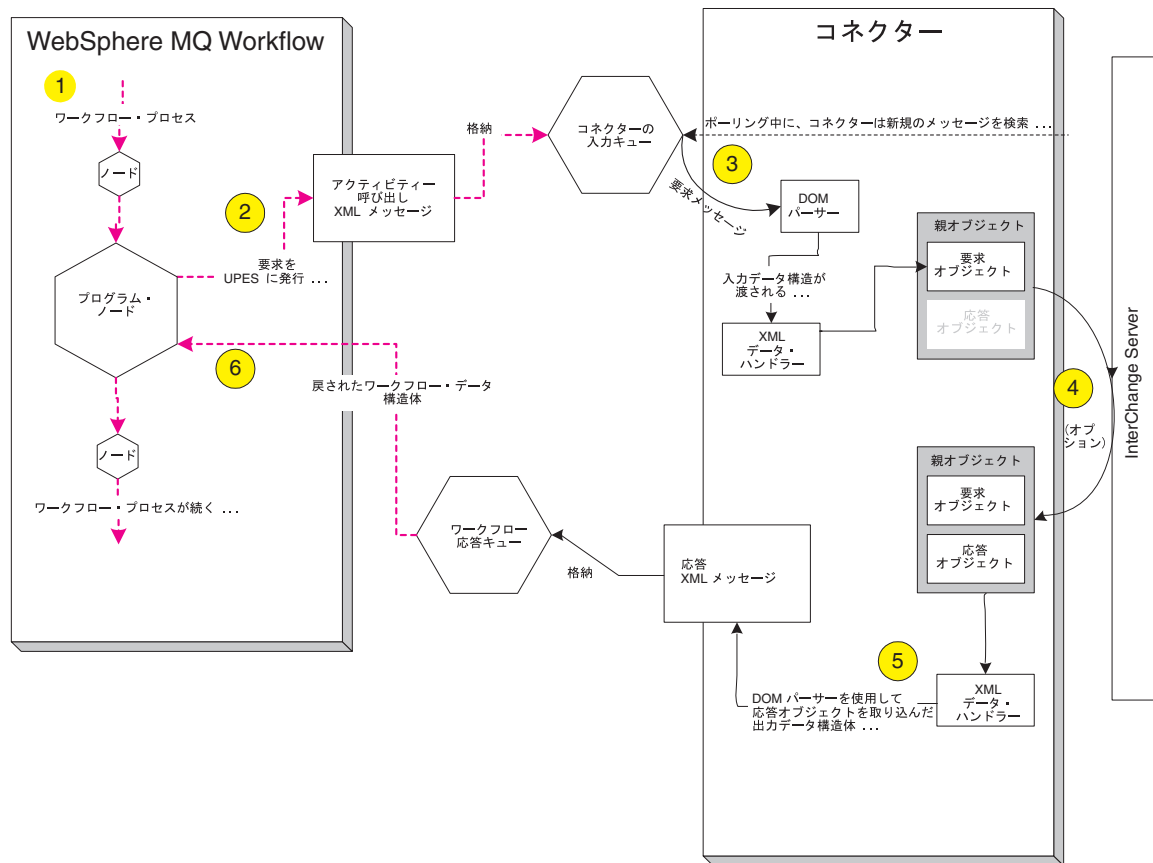 WebSphere MQ Workflow
1
ワークフロー・プロセス
ノード
プログラム・
ノード
2
要求を
UPES に発行 ...
アクティビティー
呼び出し
XML メッセージ
格納
コネクターの
入力キュー
コネクター
ポーリング中に、コネクターは新規のメッセージを検索 ...
3
要求メッセージ
DOM
パーサー
入力データ構造が
渡される ...
XML
データ・
ハンドラー
親オブジェクト
要求
オブジェクト
応答
オブジェクト
InterChange Server
4
(オプ
ション)
親オブジェクト
要求
オブジェクト
応答
オブジェクト
5
XML
データ・
ハンドラー
DOM パーサーを使用して
応答オブジェクトを取り込んだ
出力データ構造体 ...
応答
XML メッセージ
格納
ワークフロー
応答キュー
戻されたワークフロー・データ
構造体
6
ノード
ワークフロー・プロセスが続く ...